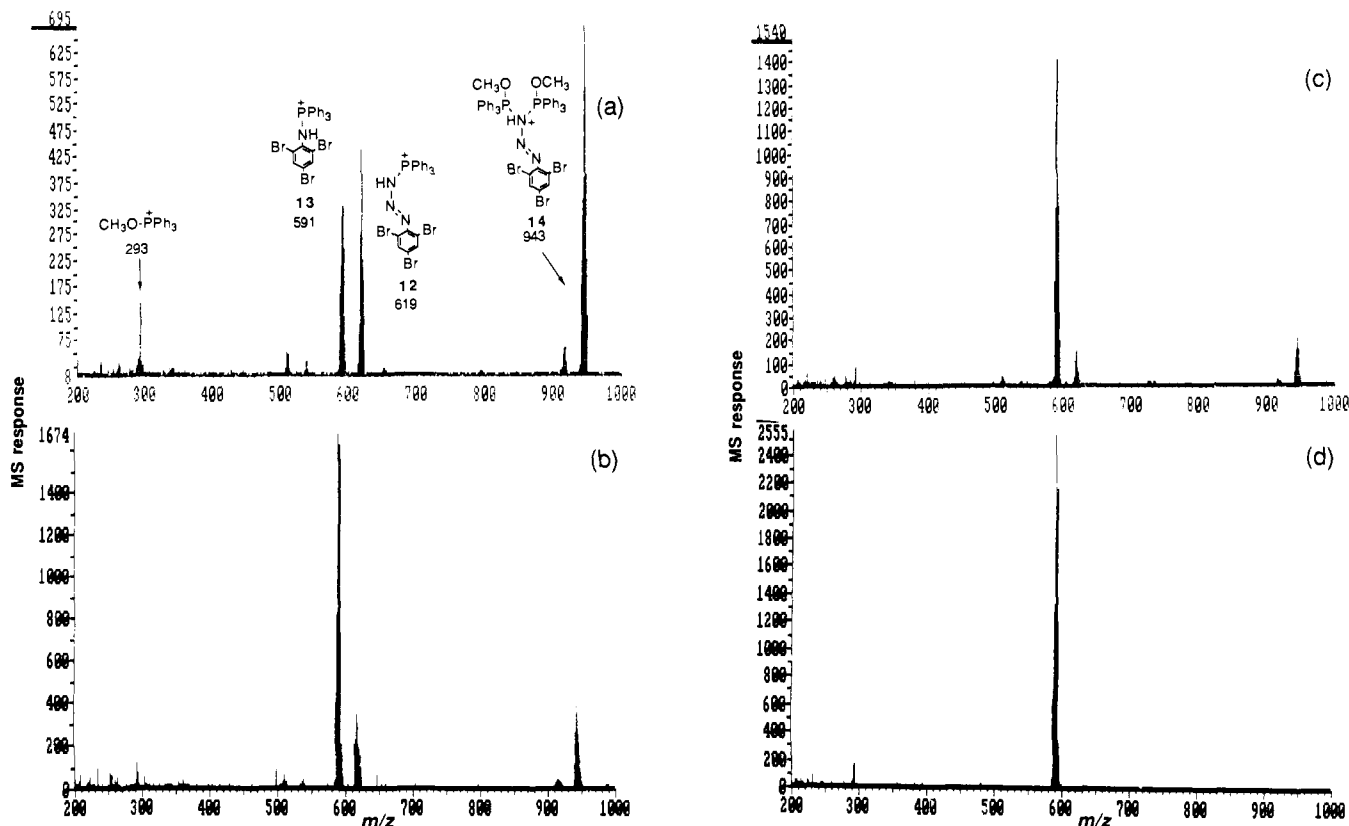 695
625
575
525
475
425
375
325
275
225
175
125
75
0
(a)
CH₃O
OCH₃
Ph₃P
PPh₃
HN
+
N
N
Br
Br
Br
14
943
+
PPh₃
NH
Br
Br
Br
13
591
+
PPh₃
HN
N
N
Br
Br
Br
12
619
CH₃O-PPh₃
+
293
200 300 400 500 600 700 800 900 1000
MS response
1674
1400
1200
1000
800
600
400
200
0
(b)
200 300 400 500 600 700 800 900 1000
m/z
1540
1400
1300
1200
1100
1000
900
800
700
600
500
400
300
200
100
0
(c)
200 300 400 500 600 700 800 900 1000
MS response
2555
2400
2200
2000
1800
1600
1400
1200
1000
800
600
400
200
0
(d)
200 300 400 500 600 700 800 900 1000
m/z